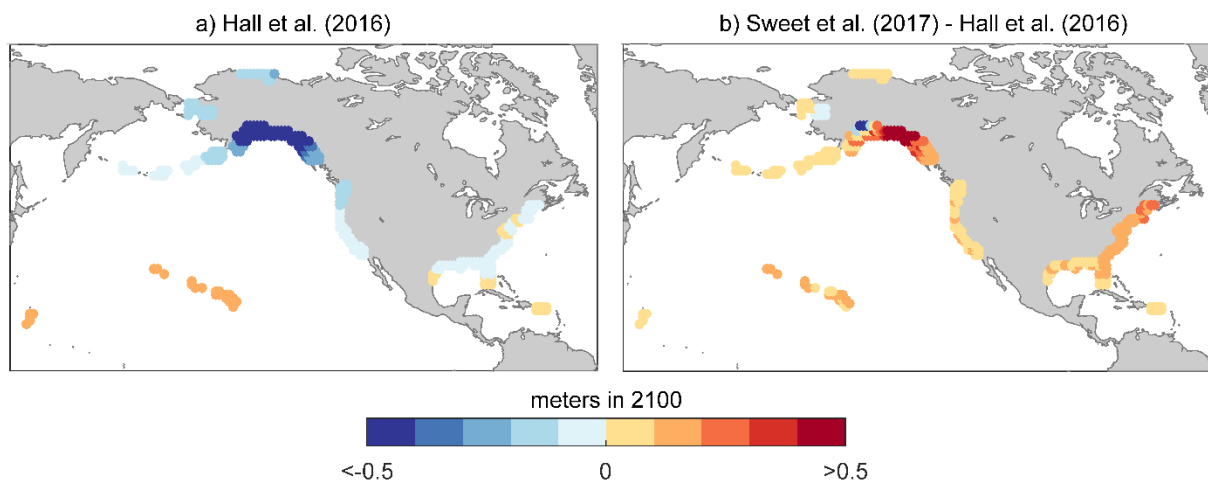 a) Hall et al. (2016)
b) Sweet et al. (2017) - Hall et al. (2016)
meters in 2100
<-0.5
0
>0.5